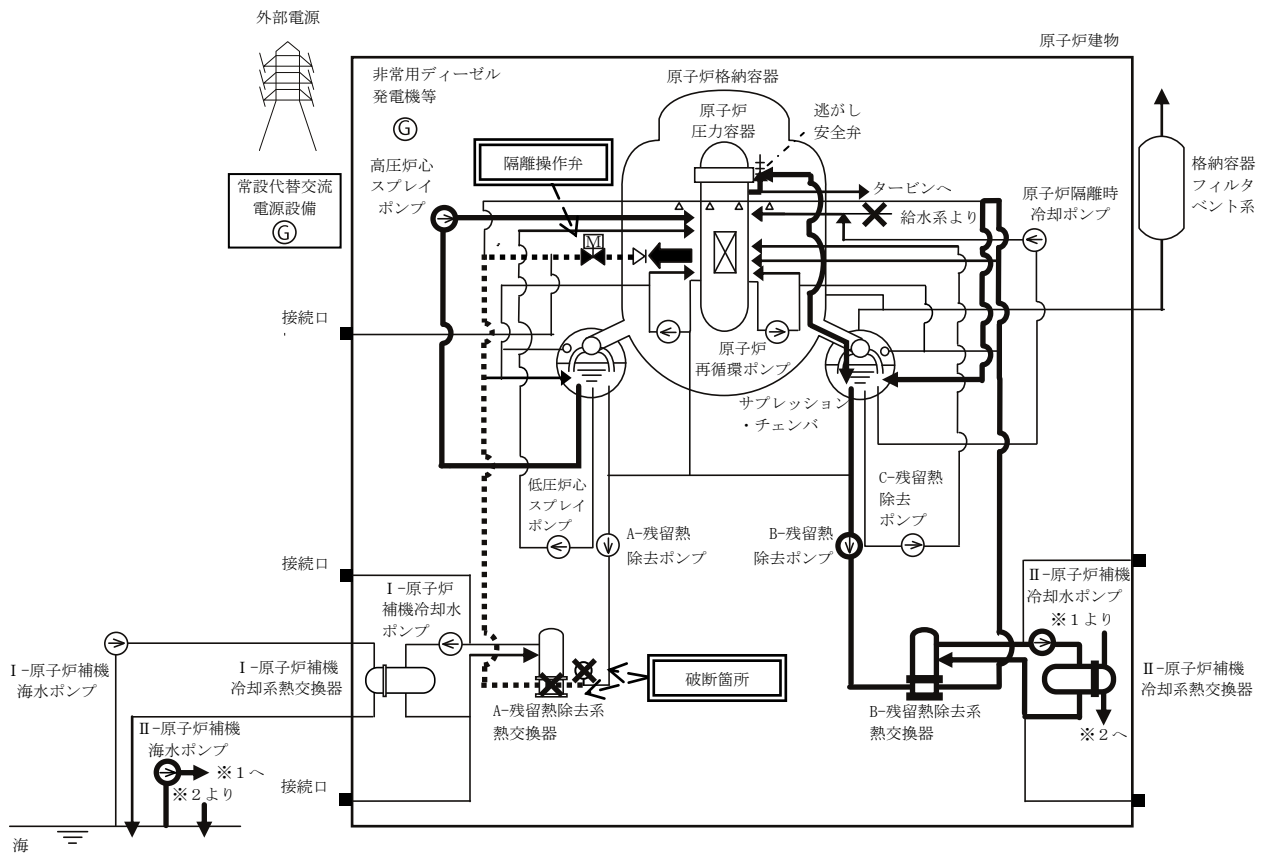 外部電源
原子炉建物
非常用ディーゼル
発電機等
G
原子炉格納容器
原子炉
圧力容器
逃がし
安全弁
隔離操作弁
高圧炉心
スプレイ
ポンプ
常設代替交流
電源設備
G
タービンへ
給水系より
原子炉隔離時
冷却ポンプ
格納容器
フィルタ
ベント系
M
接続口
原子炉
再循環ポンプ
サプレッション
・チェンバ
低圧炉心
スプレイ
ポンプ
A-残留熱
除去ポンプ
B-残留熱
除去ポンプ
C-残留熱
除去
ポンプ
接続口
Ⅰ-原子炉
補機冷却水
ポンプ
Ⅱ-原子炉補機
冷却水ポンプ
※1より
Ⅰ-原子炉補機
海水ポンプ
Ⅰ-原子炉補機
冷却系熱交換器
破断箇所
Ⅱ-原子炉補機
冷却系熱交換器
A-残留熱除去系
熱交換器
B-残留熱除去系
熱交換器
※2へ
Ⅱ-原子炉補機
海水ポンプ
※1へ
※2より
接続口
海